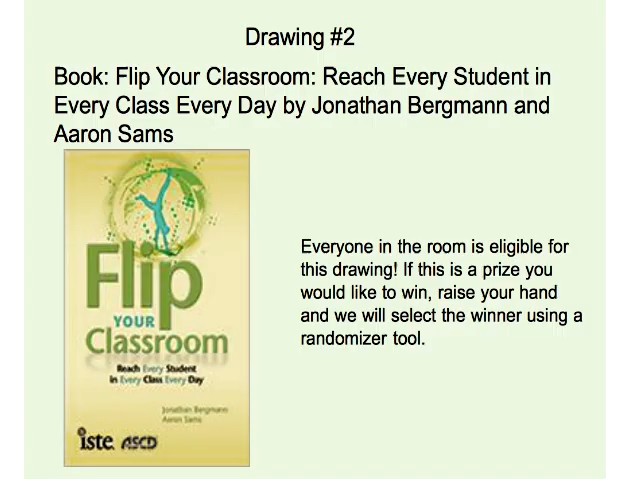 Drawing #2
Book: Flip Your Classroom: Reach Every Student in
Every Class Every Day by Jonathan Bergmann and
Aaron Sams
Flip
YOUR
Classroom
Reach Every Student
in Every Class Every Day
Jonathan Bergmann
Aaron Sams
iste ASCD
Everyone in the room is eligible for
this drawing! If this is a prize you
would like to win, raise your hand
and we will select the winner using a
randomizer tool.